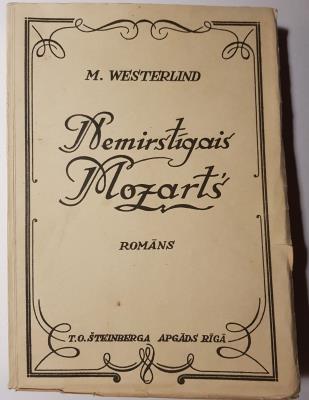 M. WESTERLIND
Nemirstīgais
Mozarts
ROMĀNS
T. O. ŠTEINBERGA APGĀDS RĪGĀ